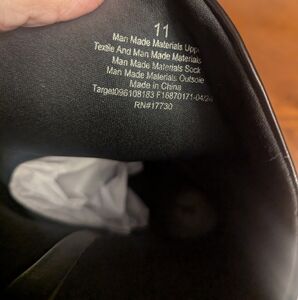 11
Man Made Materials Upper
Textile And Man Made Materials
Man Made Materials Sock
Man Made Materials Outsole
Made in China
Target096108183 F16870171-04/24
RN#17730